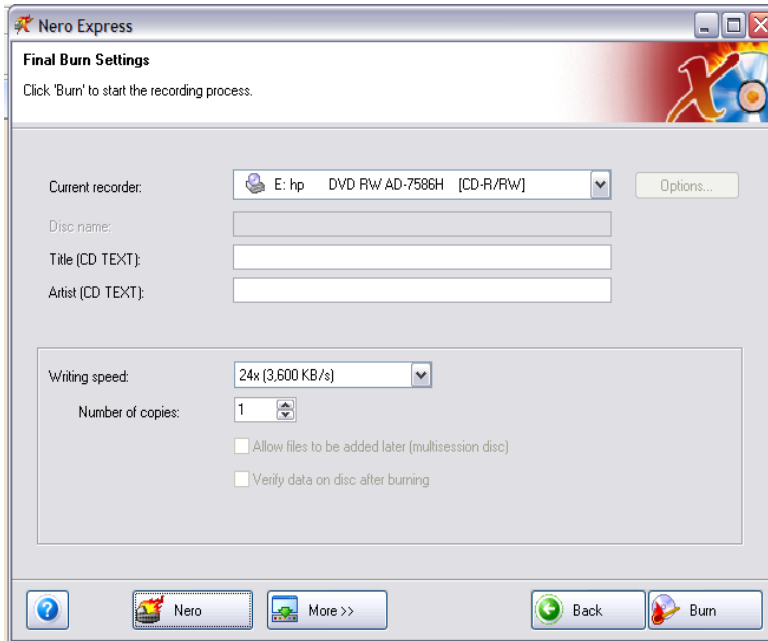 Nero Express
Final Burn Settings
Click 'Burn' to start the recording process.
Current recorder: E: hp DVD RW AD-7586H [CD-R/RW] Options...
Disc name:
Title (CD TEXT):
Artist (CD TEXT):
Writing speed: 24x (3,600 KB/s)
Number of copies: 1
Allow files to be added later (multisession disc)
Verify data on disc after burning
Nero More >> Back Burn